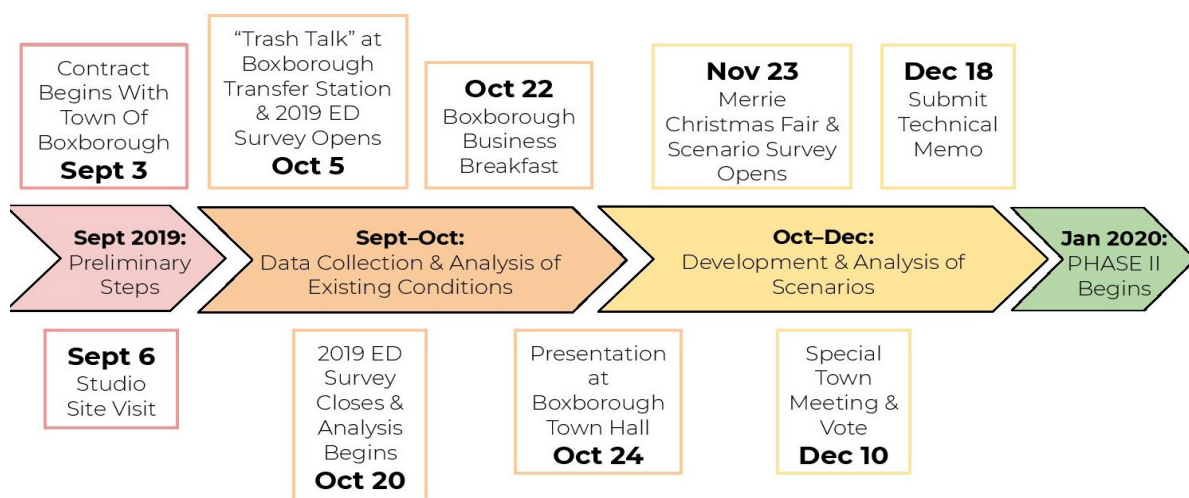 Contract
Begins With
Town Of
Boxborough
Sept 3
“Trash Talk” at
Boxborough
Transfer Station
& 2019 ED
Survey Opens
Oct 5
Oct 22
Boxborough
Business
Breakfast
Nov 23
Merrie
Christmas Fair &
Scenario Survey
Opens
Dec 18
Submit
Technical
Memo
Sept 2019:
Preliminary
Steps
Sept–Oct:
Data Collection & Analysis of
Existing Conditions
Oct–Dec:
Development & Analysis of
Scenarios
Jan 2020:
PHASE II
Begins
Sept 6
Studio
Site Visit
2019 ED
Survey
Closes &
Analysis
Begins
Oct 20
Presentation
at
Boxborough
Town Hall
Oct 24
Special
Town
Meeting &
Vote
Dec 10